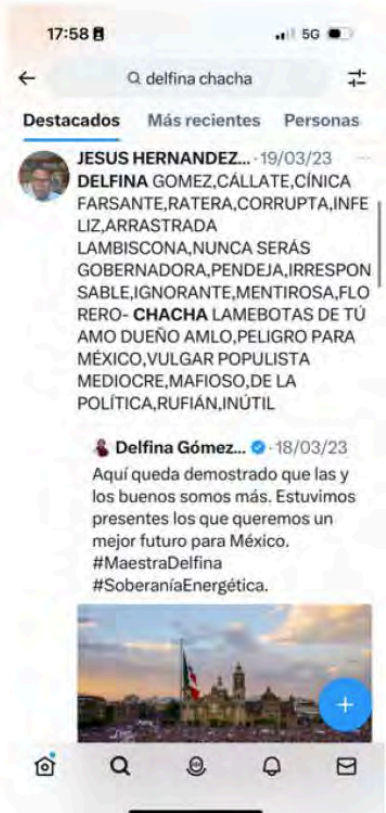 17:58
5G
delfina chacha
Destacados Más recientes Personas
JESUS HERNANDEZ... · 19/03/23 ...
DELFINA GOMEZ,CÁLLATE,CÍNICA
FARSANTE,RATERA,CORRUPTA,INFE
LIZ,ARRASTRADA
LAMBISCONA,NUNCA SERÁS
GOBERNADORA,PENDEJA,IRRESPON
SABLE,IGNORANTE,MENTIROSA,FLO
RERO- CHACHA LAMEBOTAS DE TÚ
AMO DUEÑO AMLO,PELIGRO PARA
MÉXICO,VULGAR POPULISTA
MEDIOCRE,MAFIOSO,DE LA
POLÍTICA,RUFIÁN,INÚTIL
Delfina Gómez... · 18/03/23
Aquí queda demostrado que las y
los buenos somos más. Estuvimos
presentes los que queremos un
mejor futuro para México.
#MaestraDelfina
#SoberaníaEnergética.